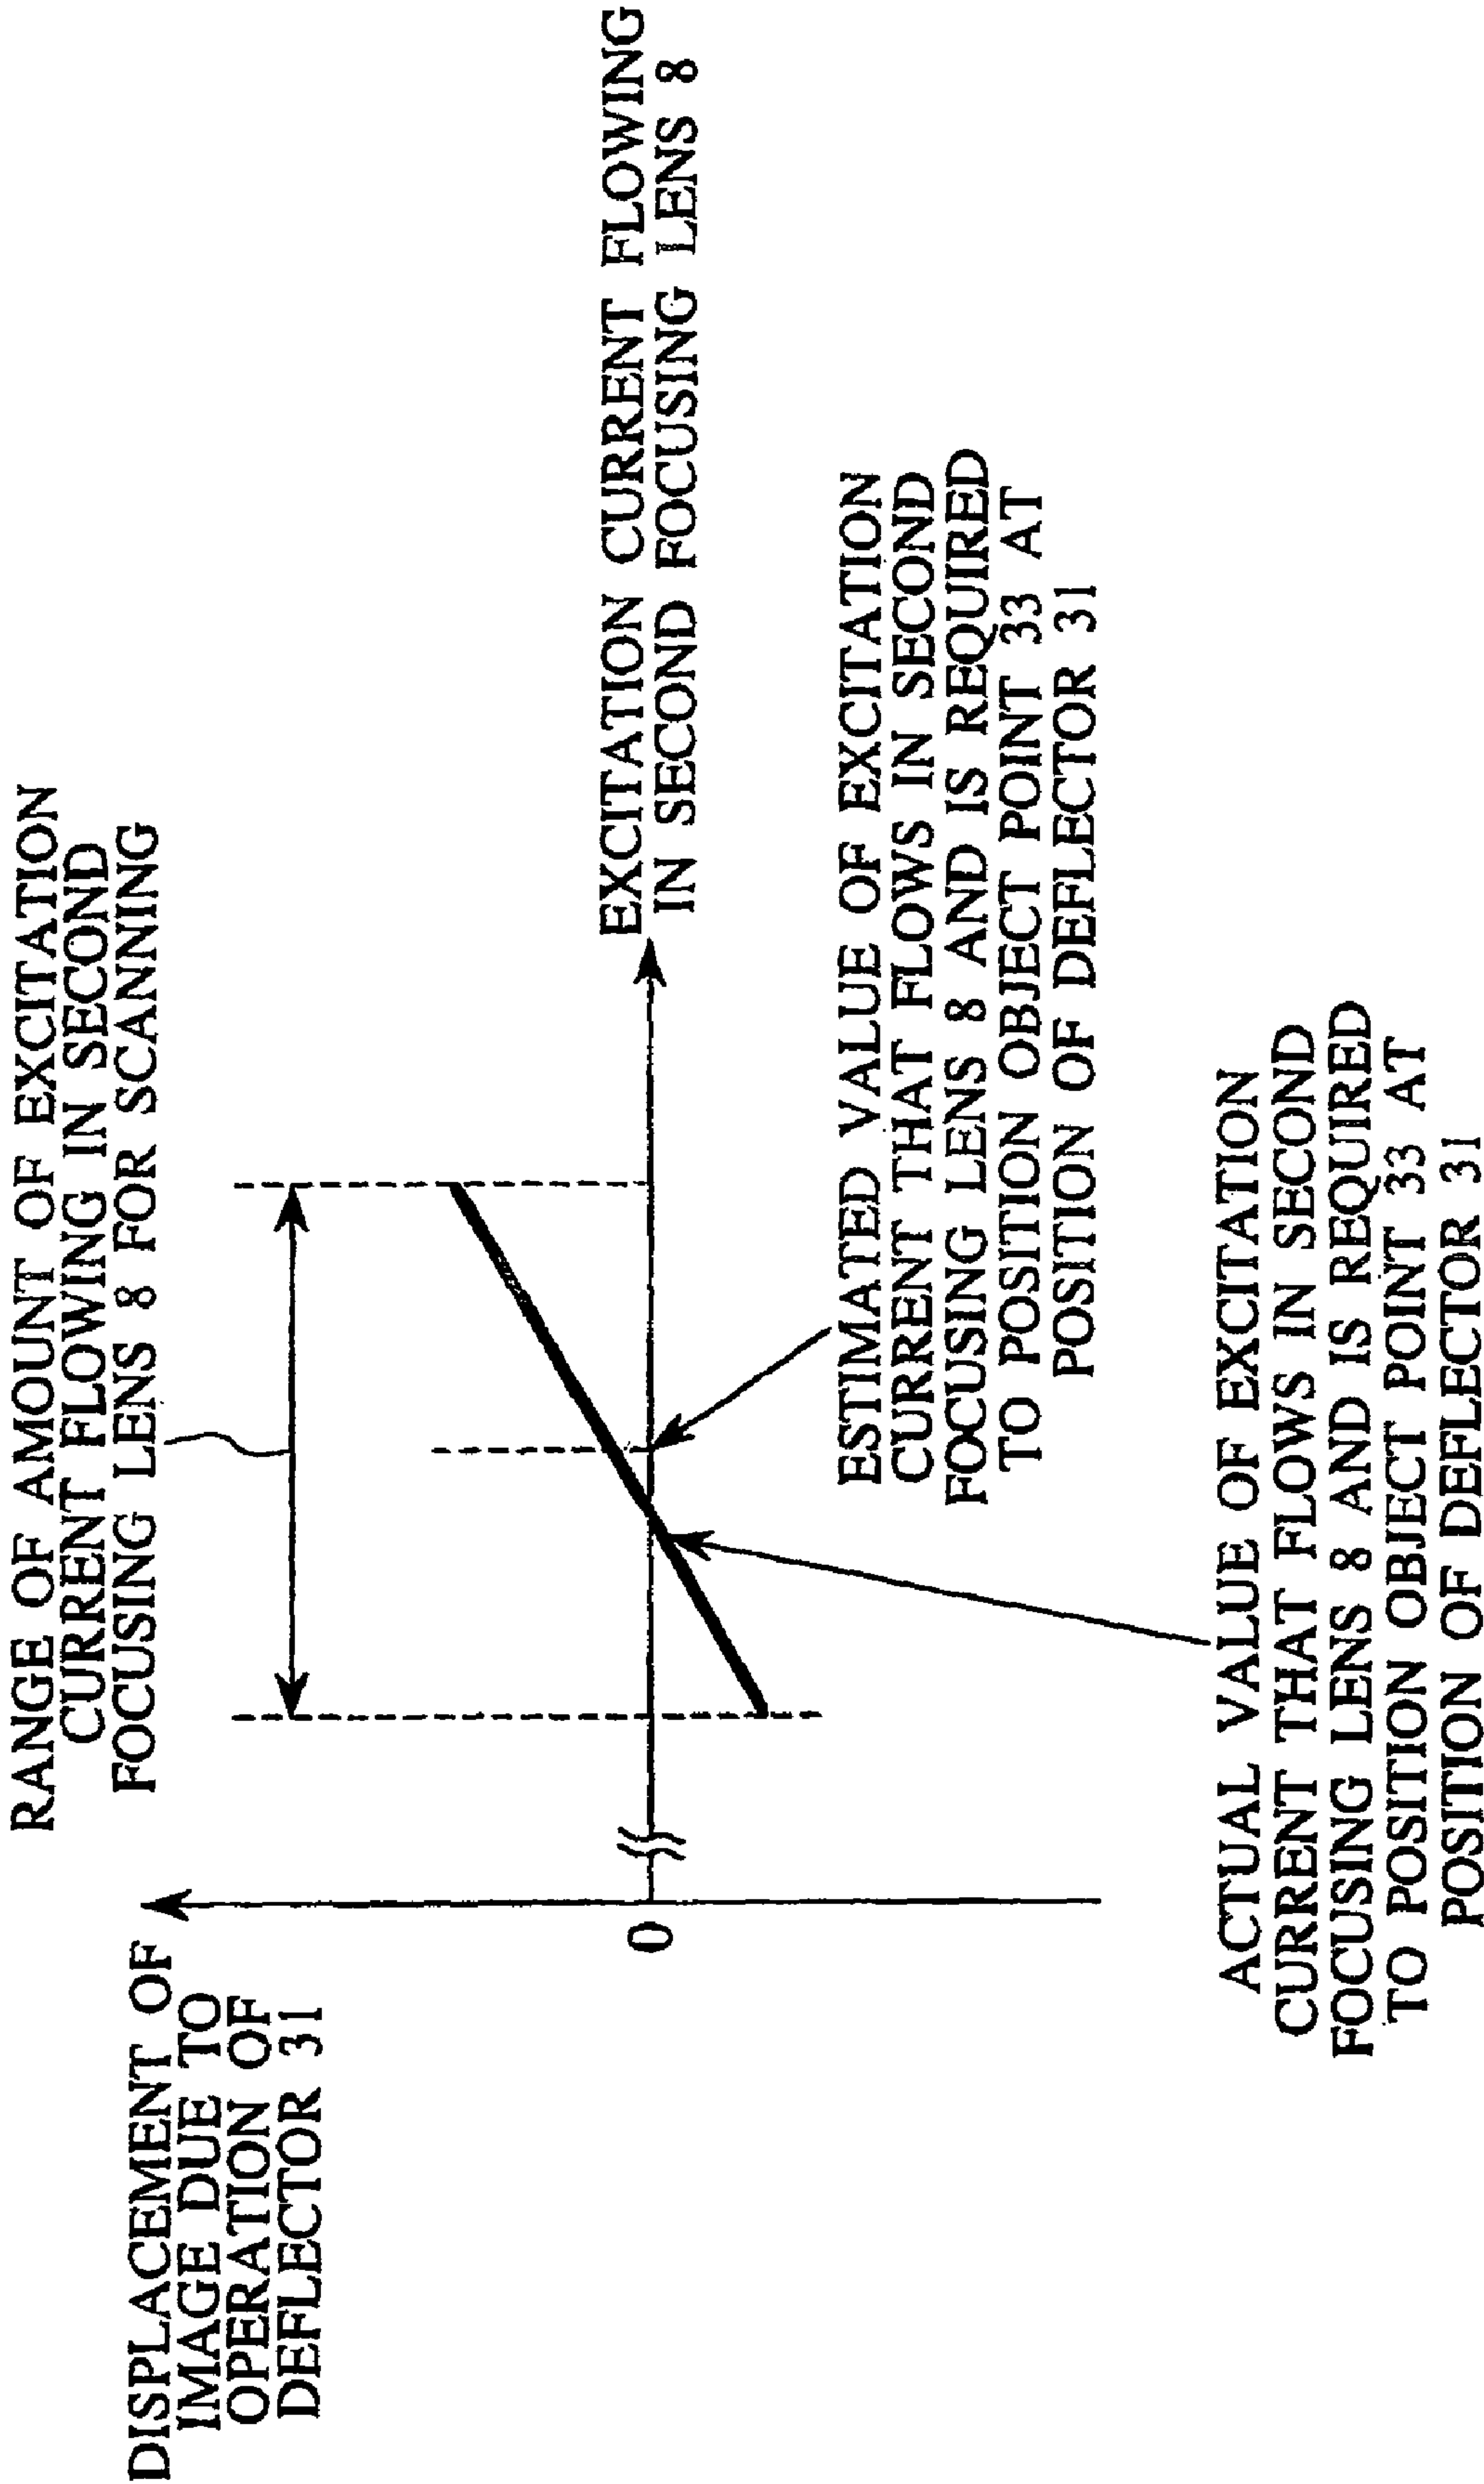 DISPLACEMENT OF
IMAGE DUE TO
OPERATION OF
DEFLECTOR 31
RANGE OF AMOUNT OF EXCITATION
CURRENT FLOWING IN SECOND
FOCUSING LENS 8 FOR SCANNING
0
EXCITATION CURRENT FLOWING
IN SECOND FOCUSING LENS 8
ESTIMATED VALUE OF EXCITATION
CURRENT THAT FLOWS IN SECOND
FOCUSING LENS 8 AND IS REQUIRED
TO POSITION OBJECT POINT 33 AT
POSITION OF DEFLECTOR 31
ACTUAL VALUE OF EXCITATION
CURRENT THAT FLOWS IN SECOND
FOCUSING LENS 8 AND IS REQUIRED
TO POSITION OBJECT POINT 33 AT
POSITION OF DEFLECTOR 31